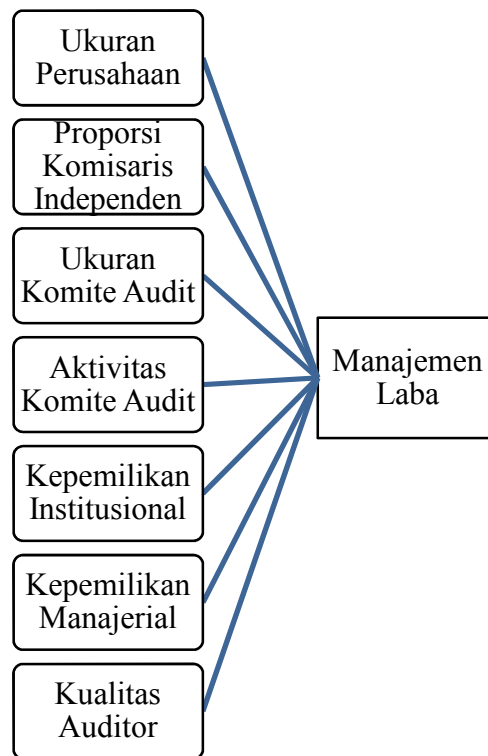 Ukuran
Perusahaan
Proporsi
Komisaris
Independen
Ukuran
Komite Audit
Aktivitas
Komite Audit
Kepemilikan
Institusional
Kepemilikan
Manajerial
Kualitas
Auditor
Manajemen
Laba